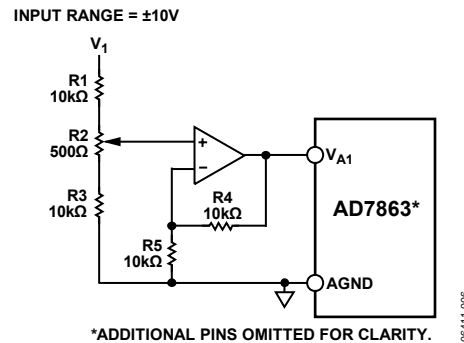 INPUT RANGE = ±10V
V1
R1
10kΩ
R2
500Ω
R3
10kΩ
+
−
R4
10kΩ
R5
10kΩ
VA1
AD7863*
AGND
*ADDITIONAL PINS OMITTED FOR CLARITY.